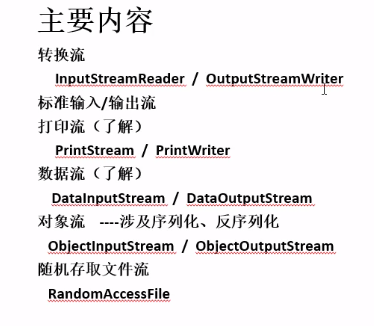 主要内容
转换流
InputStreamReader / OutputStreamWriter
标准输入/输出流
打印流（了解）
PrintStream / PrintWriter
数据流（了解）
DataInputStream / DataOutputStream
对象流 ----涉及序列化、反序列化
ObjectInputStream / ObjectOutputStream
随机存取文件流
RandomAccessFile